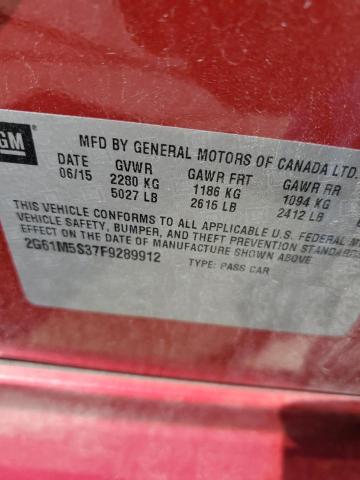 GM
MFD BY GENERAL MOTORS OF CANADA LTD.
DATE GVWR GAWR FRT GAWR RR
06/15 2280 KG 1186 KG 1094 KG
5027 LB 2615 LB 2412 LB
THIS VEHICLE CONFORMS TO ALL APPLICABLE U.S. FEDERAL
VEHICLE SAFETY, BUMPER, AND THEFT PREVENTION STANDARDS
EFFECT ON THE DATE OF MANUFACTURE SHOWN ABOVE
2G61M5S37F9289912 TYPE: PASS CAR